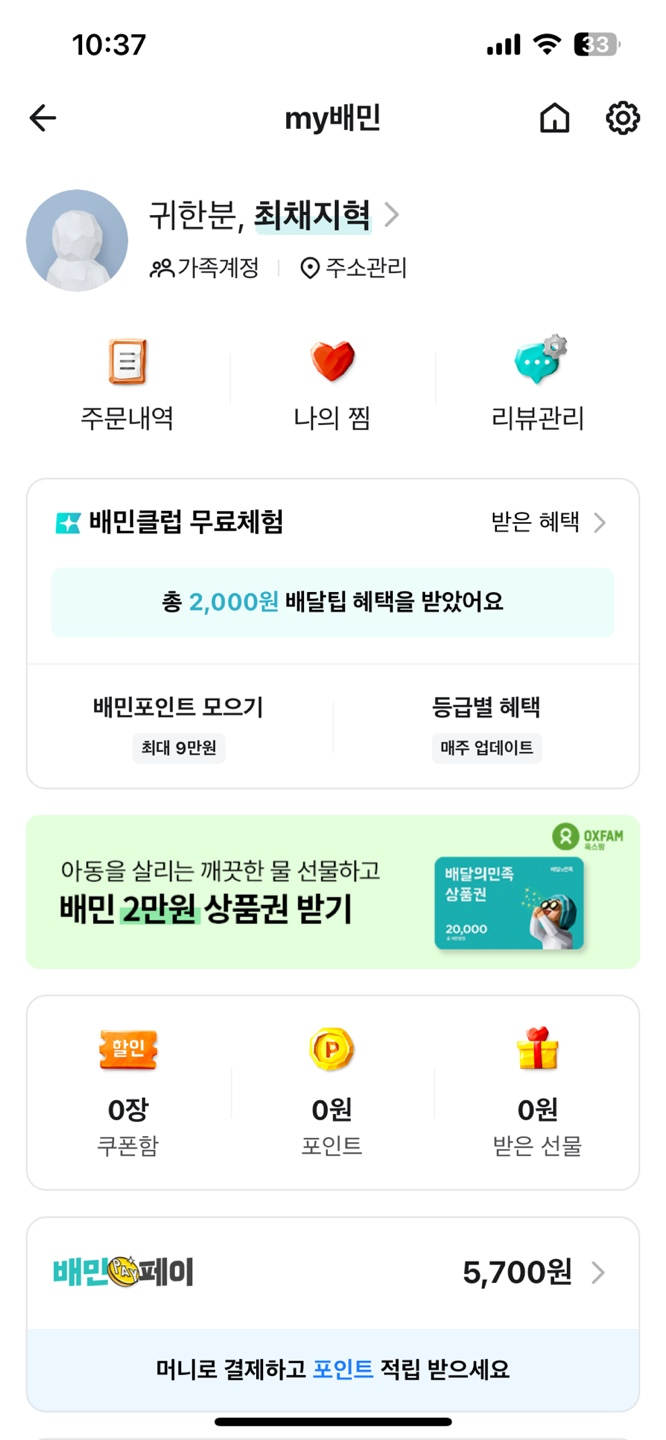 10:37
33
my배민
귀한분, 최채지혁
가족계정
주소관리
주문내역
나의 찜
리뷰관리
배민클럽 무료체험
받은 혜택
총 2,000원 배달팁 혜택을 받았어요
배민포인트 모으기
등급별 혜택
최대 9만원
매주 업데이트
OXFAM
옥스팜
아동을 살리는 깨끗한 물 선물하고
배민 2만원 상품권 받기
배달의민족
상품권
배달의민족
20,000
할인
P
0장
0원
0원
쿠폰함
포인트
받은 선물
배민PAY페이
5,700원
머니로 결제하고 포인트 적립 받으세요